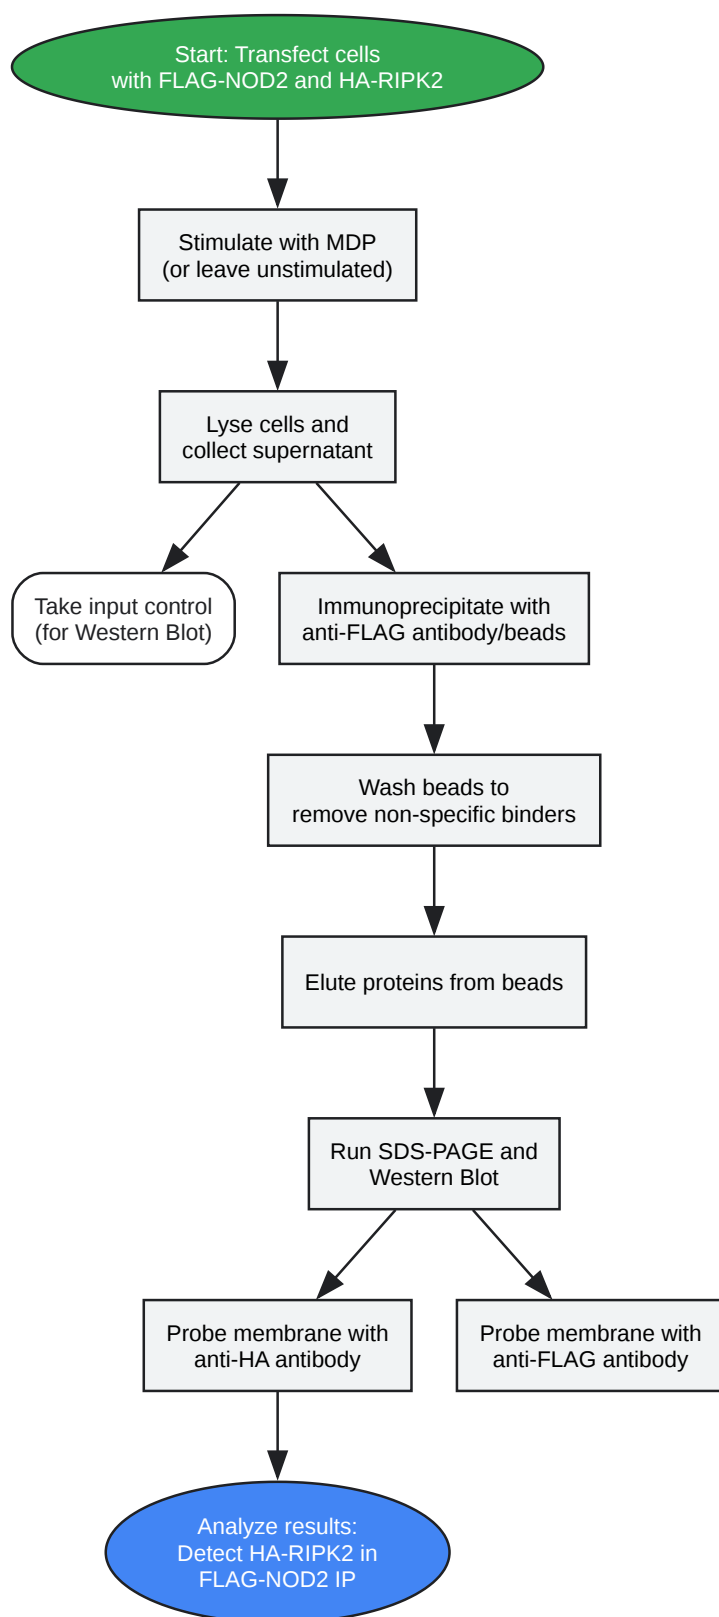 Start: Transfect cells
with FLAG-NOD2 and HA-RIPK2
Stimulate with MDP
(or leave unstimulated)
Lyse cells and
collect supernatant
Take input control
(for Western Blot)
Immunoprecipitate with
anti-FLAG antibody/beads
Wash beads to
remove non-specific binders
Elute proteins from beads
Run SDS-PAGE and
Western Blot
Probe membrane with
anti-HA antibody
Probe membrane with
anti-FLAG antibody
Analyze results:
Detect HA-RIPK2 in
FLAG-NOD2 IP